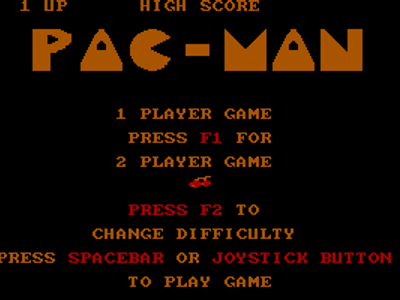 1 UP HIGH SCORE
PAC-MAN
1 PLAYER GAME
PRESS F1 FOR
2 PLAYER GAME
PRESS F2 TO
CHANGE DIFFICULTY
PRESS SPACEBAR OR JOYSTICK BUTTON
TO PLAY GAME